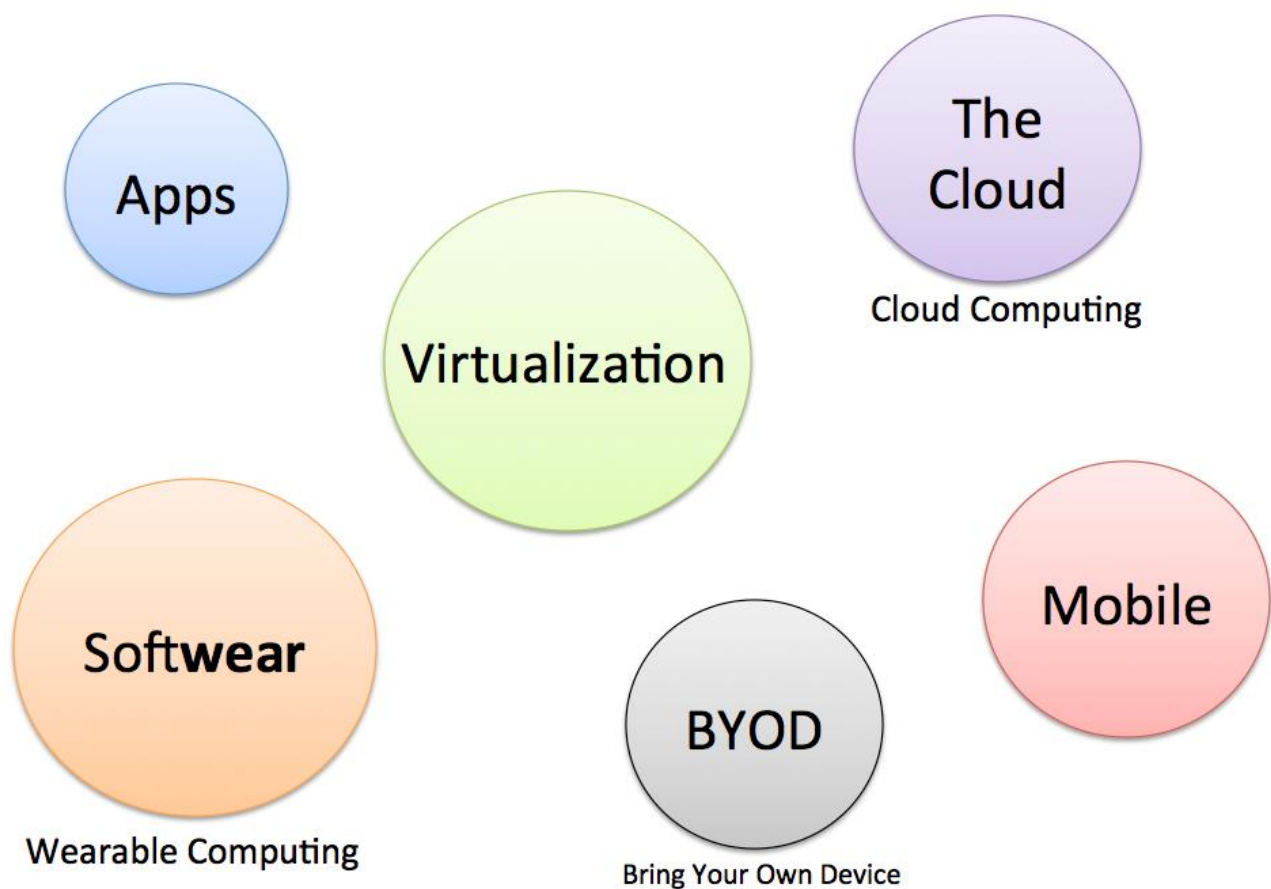 Apps
The
Cloud
Cloud Computing
Virtualization
Softwear
Wearable Computing
BYOD
Bring Your Own Device
Mobile